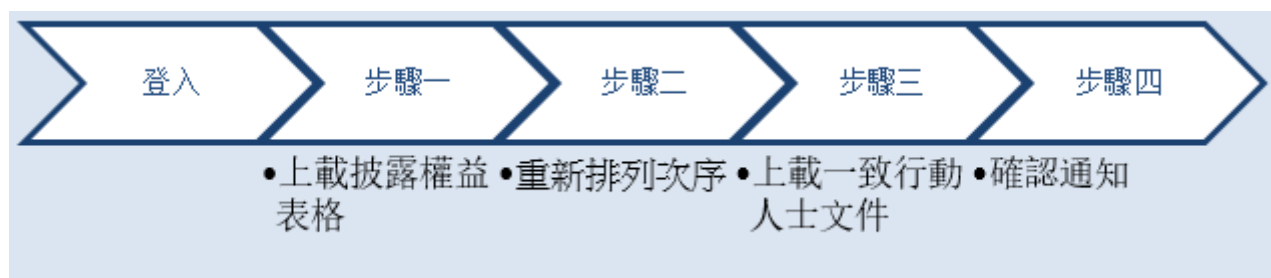 登入
步驟一
步驟二
步驟三
步驟四
•上載披露權益
表格
•重新排列次序
•上載一致行動
人士文件
•確認通知